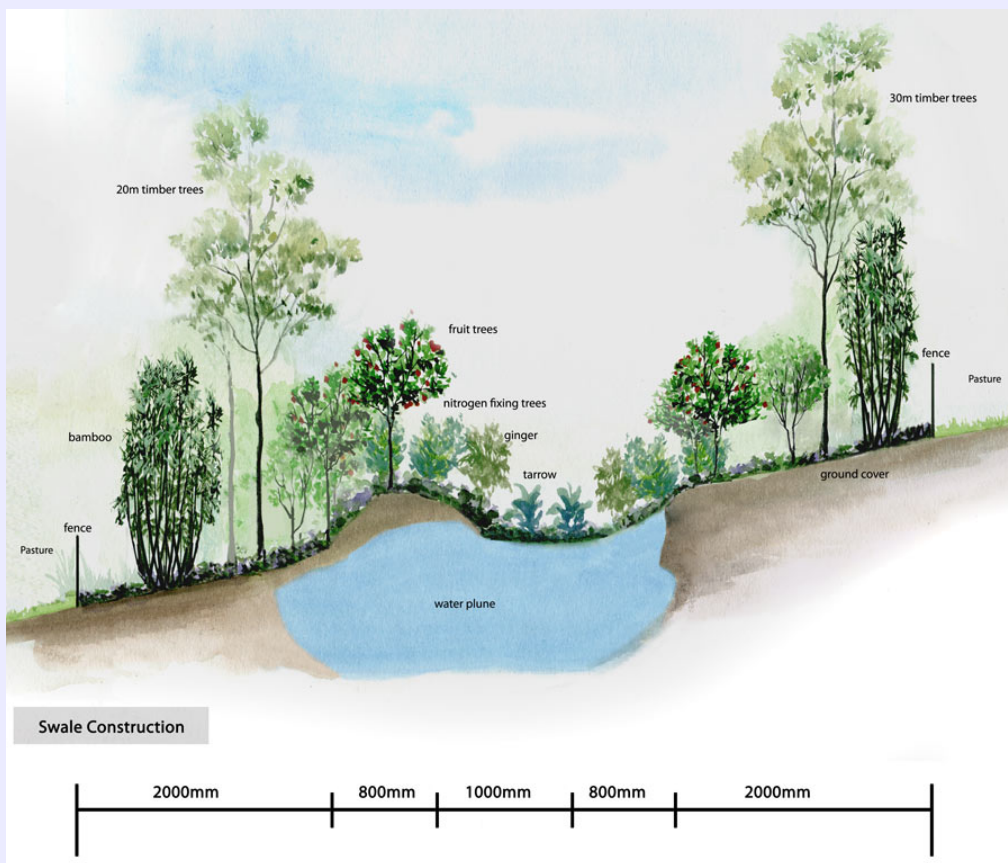 30m timber trees
20m timber trees
fruit trees
fence
Pasture
nitrogen fixing trees
bamboo
ginger
tarrow
ground cover
fence
Pasture
water plune
Swale Construction
2000mm 800mm 1000mm 800mm 2000mm